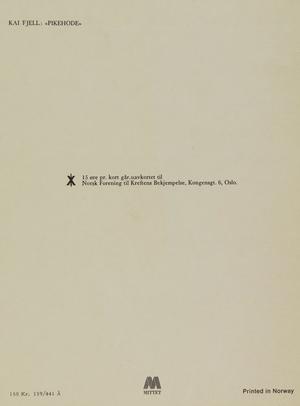 KAI FJELL: «PIKEHODE»
15 øre pr. kort går uavkortet til
Norsk Forening til Kreftens Bekjempelse, Kongensgt. 6, Oslo.
150 Kr. 159/441 Å
MITTET
Printed in Norway